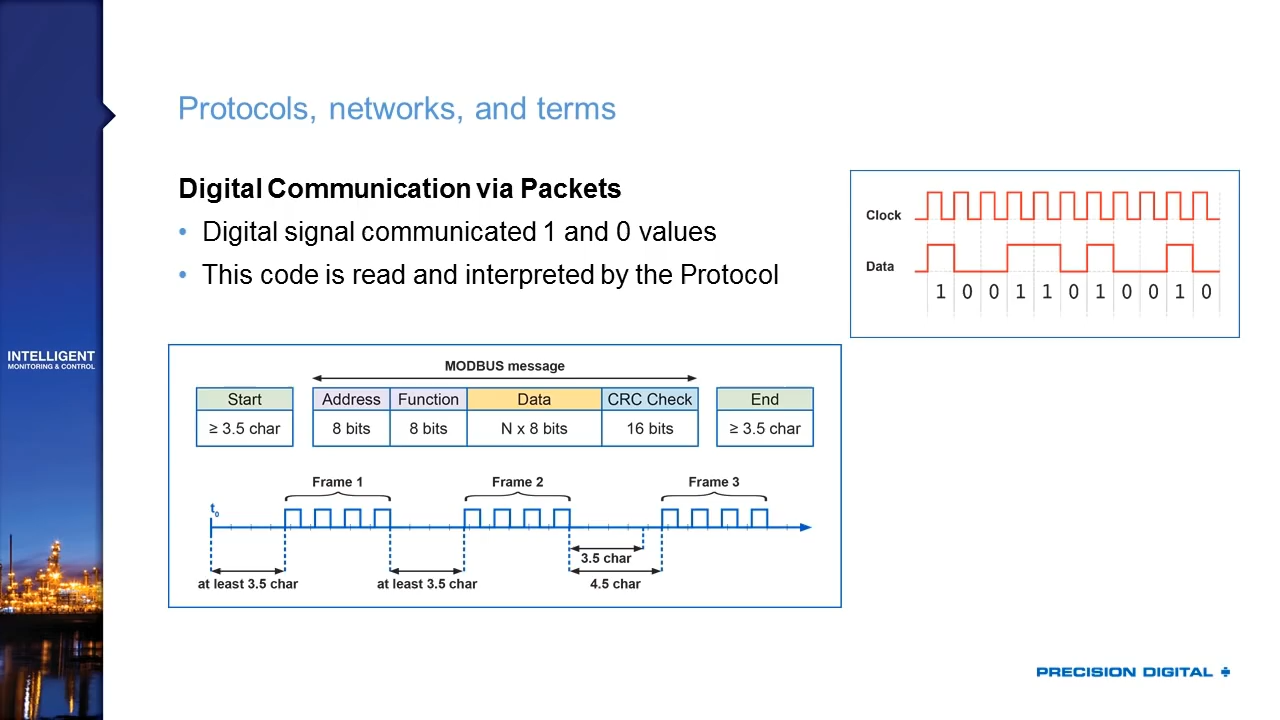 Protocols, networks, and terms
Digital Communication via Packets
• Digital signal communicated 1 and 0 values
• This code is read and interpreted by the Protocol
Clock
Data
1 0 0 1 1 0 1 0 0 1 0
INTELLIGENT
MONITORING & CONTROL
MODBUS message
Start Address Function Data CRC Check End
≥ 3.5 char 8 bits 8 bits N x 8 bits 16 bits ≥ 3.5 char
Frame 1 Frame 2 Frame 3
t₀
3.5 char
at least 3.5 char at least 3.5 char 4.5 char
PRECISION DIGITAL